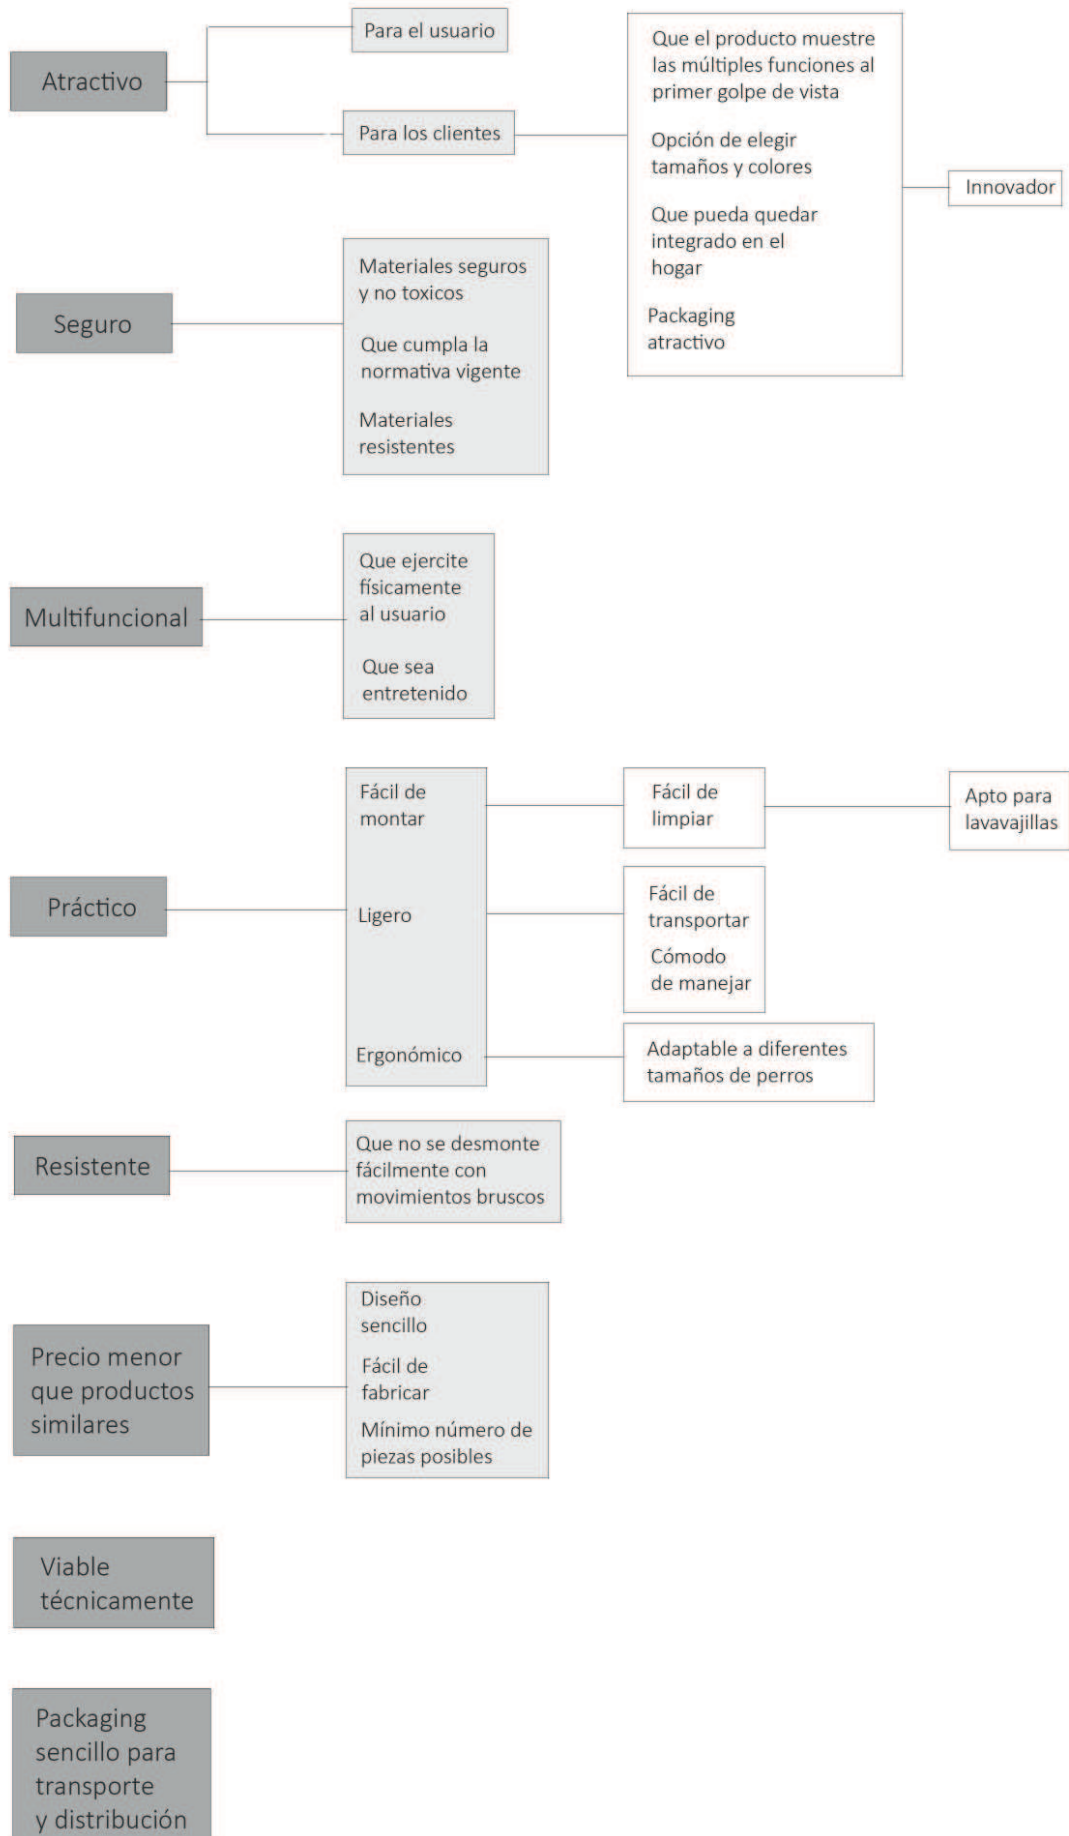 Atractivo
Para el usuario
Para los clientes
Que el producto muestre
las múltiples funciones al
primer golpe de vista
Opción de elegir
tamaños y colores
Que pueda quedar
integrado en el
hogar
Packaging
atractivo
Innovador
Seguro
Materiales seguros
y no toxicos
Que cumpla la
normativa vigente
Materiales
resistentes
Multifuncional
Que ejercite
físicamente
al usuario
Que sea
entretenido
Práctico
Fácil de
montar
Fácil de
limpiar
Apto para
lavavajillas
Ligero
Fácil de
transportar
Cómodo
de manejar
Ergonómico
Adaptable a diferentes
tamaños de perros
Resistente
Que no se desmonte
fácilmente con
movimientos bruscos
Precio menor
que productos
similares
Diseño
sencillo
Fácil de
fabricar
Mínimo número de
piezas posibles
Viable
técnicamente
Packaging
sencillo para
transporte
y distribución